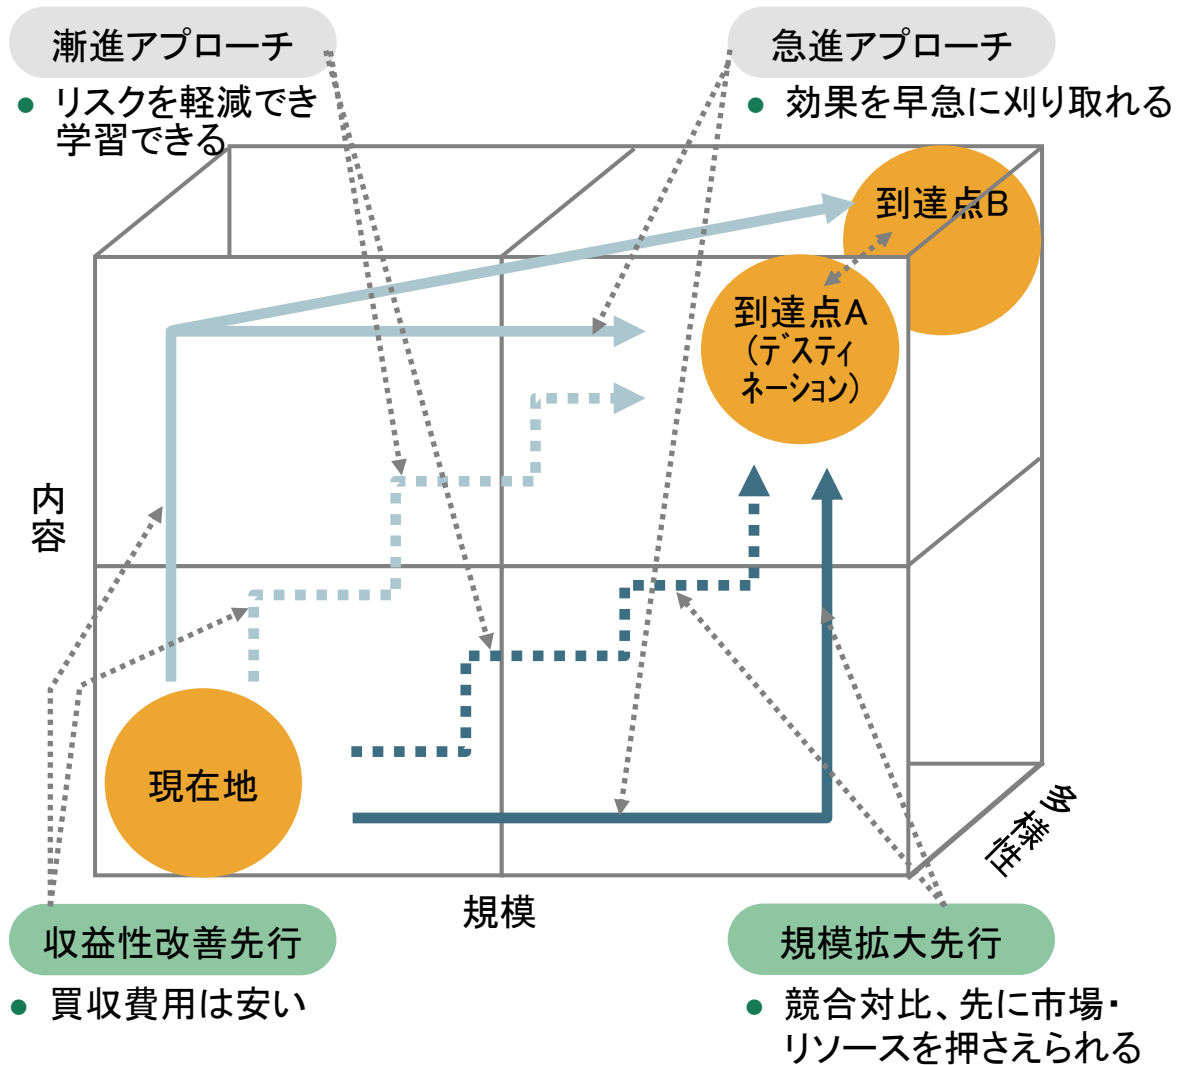 漸進アプローチ
● リスクを軽減でき
学習できる
急進アプローチ
● 効果を早急に刈り取れる
到達点B
到達点A
(デスティ
ネーション)
内容
現在地
多様性
規模
収益性改善先行
● 買収費用は安い
規模拡大先行
● 競合対比、先に市場・
リソースを押さえられる